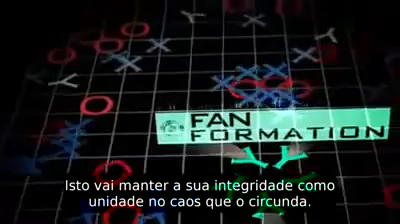 FAN
FORMATION
Isto vai manter a sua integridade como
unidade no caos que o circunda.